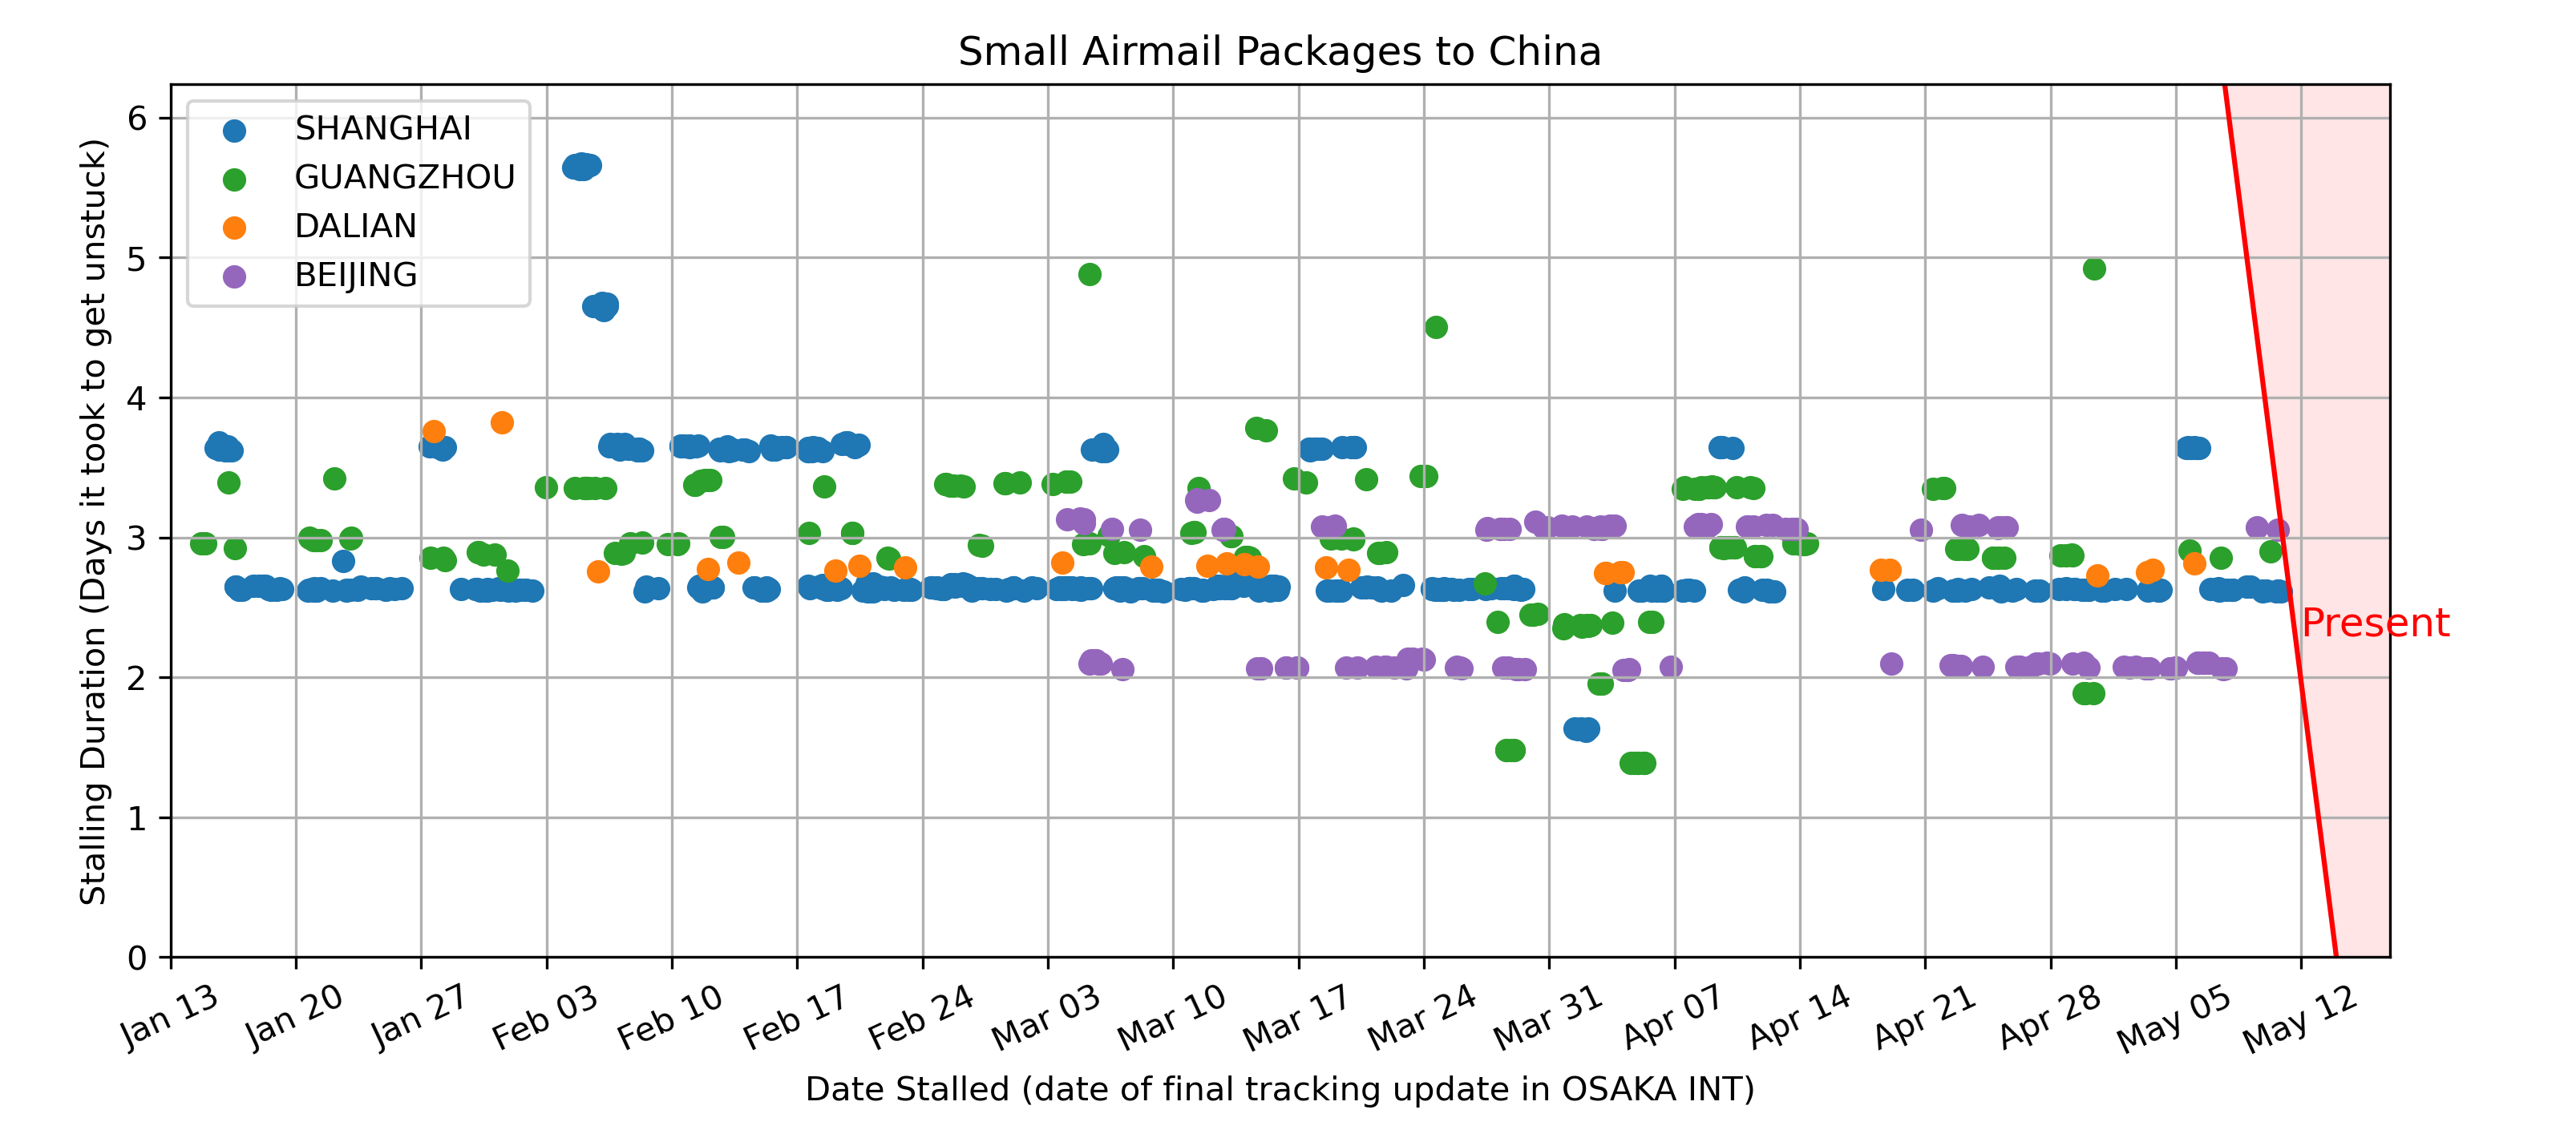 Small Airmail Packages to China
SHANGHAI
GUANGZHOU
DALIAN
BEIJING
Stalling Duration (Days it took to get unstuck)
6
5
4
3
2
1
0
Present
Jan 13
Jan 20
Jan 27
Feb 03
Feb 10
Feb 17
Feb 24
Mar 03
Mar 10
Mar 17
Mar 24
Mar 31
Apr 07
Apr 14
Apr 21
Apr 28
May 05
May 12
Date Stalled (date of final tracking update in OSAKA INT)